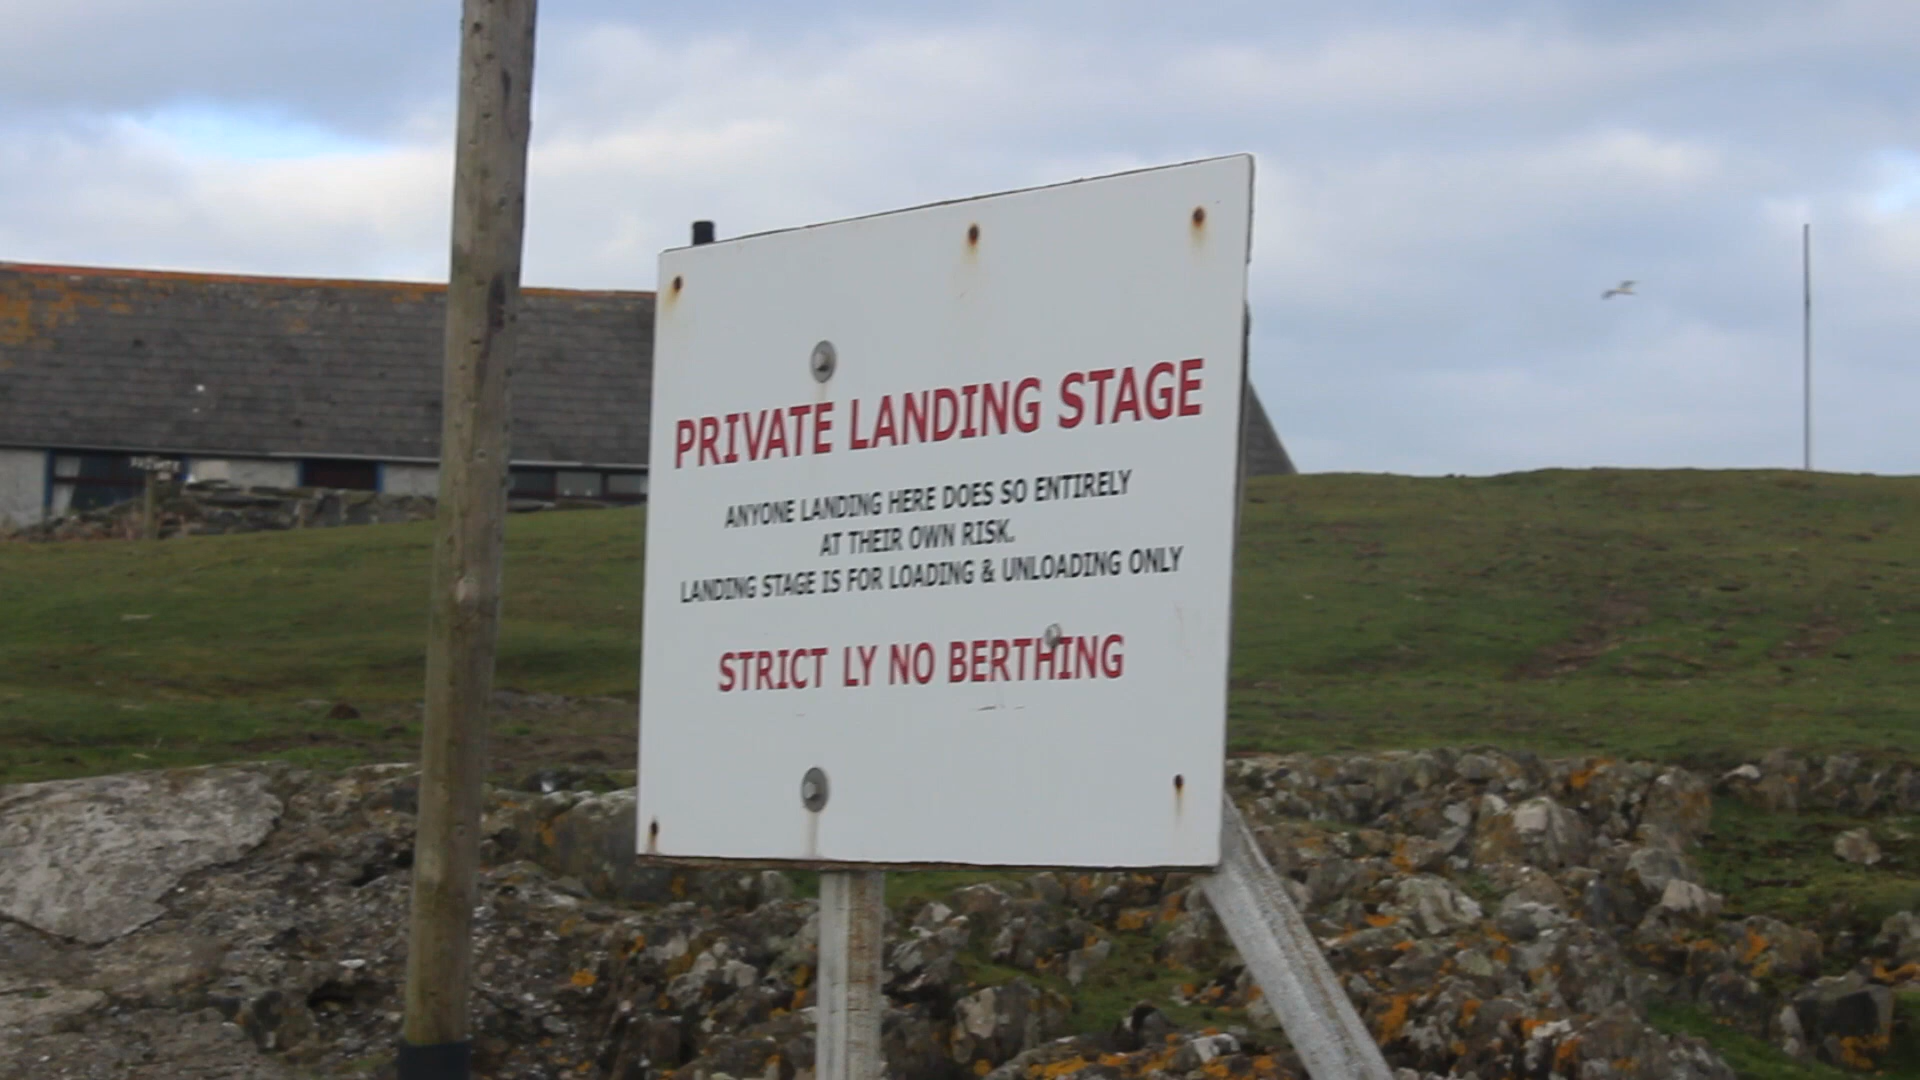 PRIVATE LANDING STAGE
ANYONE LANDING HERE DOES SO ENTIRELY
AT THEIR OWN RISK.
LANDING STAGE IS FOR LOADING & UNLOADING ONLY
STRICT LY NO BERTHING